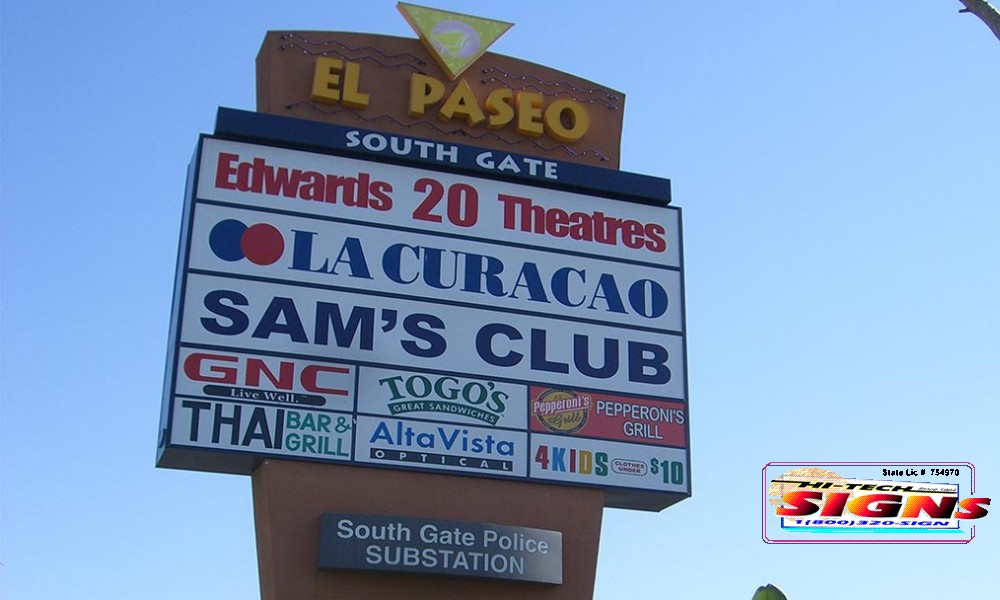 EL PASEO
SOUTH GATE
Edwards 20 Theatres
LA CURACAO
SAM'S CLUB
GNC
Live Well.
TOGO'S
GREAT SANDWICHES
Pepperoni's
Grill
PEPPERONI'S
GRILL
THAI BAR &
GRILL
AltaVista
OPTICAL
4KIDS CLOTHES
UNDER $10
South Gate Police
SUBSTATION
State Lic # 754970
HI-TECH
SIGNS
1(800)320-SIGN